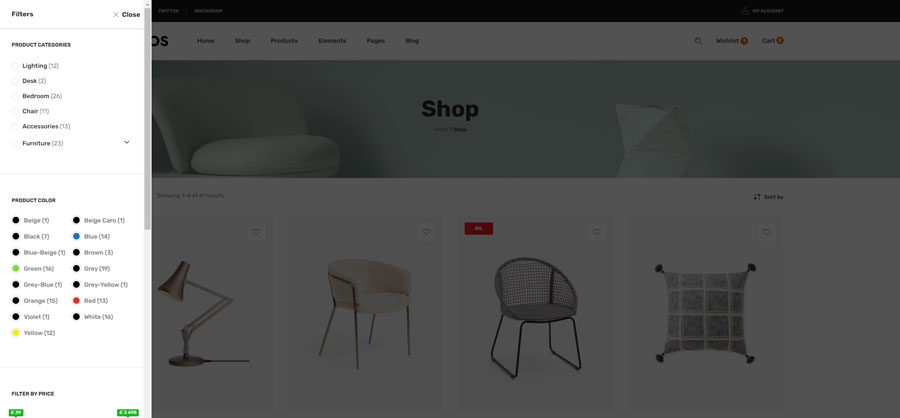 Filters
Close
PRODUCT CATEGORIES
Lighting (12)
Desk (2)
Bedroom (26)
Chair (11)
Accessories (13)
Furniture (23)
PRODUCT COLOR
Beige (1) Beige Caro (1)
Black (7) Blue (14)
Blue-Beige (1) Brown (3)
Green (16) Grey (19)
Grey-Blue (1) Grey-Yellow (1)
Orange (15) Red (13)
Violet (1) White (16)
Yellow (12)
FILTER BY PRICE
£ 39 £ 3.498
TWITTER INSTAGRAM MY ACCOUNT
OS Home Shop Products Elements Pages Blog Wishlist Cart
Shop
Home / Shop
Showing 1–8 of 41 results Sort by